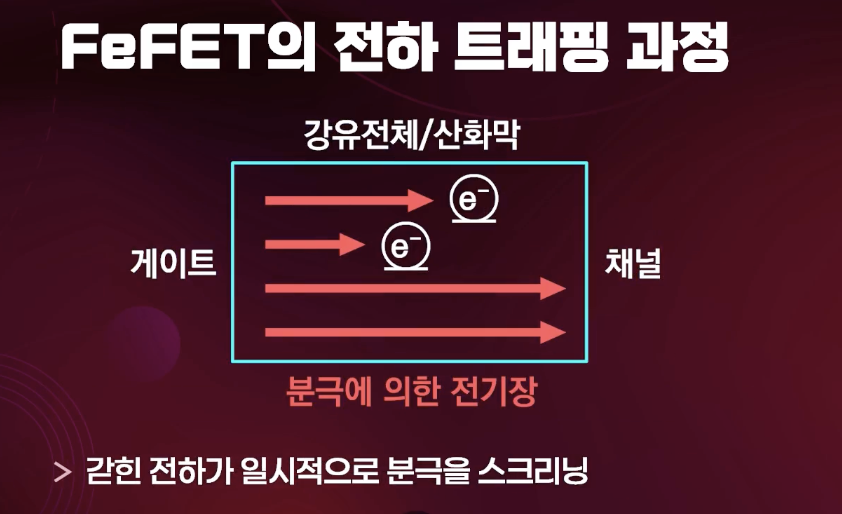 FeFET의 전하 트래핑 과정
강유전체/산화막
e⁻
e⁻
게이트
채널
분극에 의한 전기장
> 갇힌 전하가 일시적으로 분극을 스크리닝